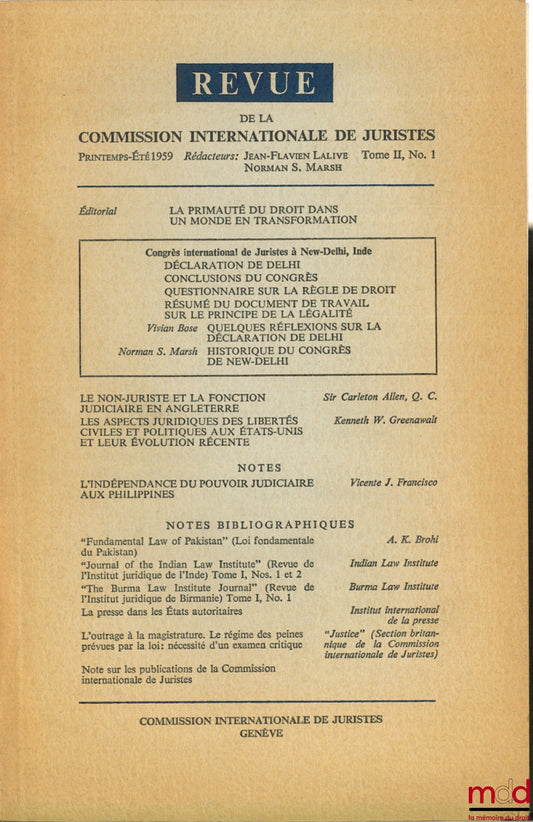 REVUE
DE LA
COMMISSION INTERNATIONALE DE JURISTES
PRINTEMPS-ÉTÉ 1959 Rédacteurs: JEAN-FLAVIEN LALIVE Tome II, No. 1
NORMAN S. MARSH
Éditorial LA PRIMAUTÉ DU DROIT DANS
UN MONDE EN TRANSFORMATION
Congrès international de Juristes à New-Delhi, Inde
DÉCLARATION DE DELHI
CONCLUSIONS DU CONGRÈS
QUESTIONNAIRE SUR LA RÈGLE DE DROIT
RÉSUMÉ DU DOCUMENT DE TRAVAIL
SUR LE PRINCIPE DE LA LÉGALITÉ
Vivian Bose QUELQUES RÉFLEXIONS SUR LA
DÉCLARATION DE DELHI
Norman S. Marsh HISTORIQUE DU CONGRÈS
DE NEW-DELHI
LE NON-JURISTE ET LA FONCTION Sir Carleton Allen, Q. C.
JUDICIAIRE EN ANGLETERRE
LES ASPECTS JURIDIQUES DES LIBERTÉS Kenneth W. Greenawalt
CIVILES ET POLITIQUES AUX ÉTATS-UNIS
ET LEUR ÉVOLUTION RÉCENTE
NOTES
L'INDÉPENDANCE DU POUVOIR JUDICIAIRE Vicente J. Francisco
AUX PHILIPPINES
NOTES BIBLIOGRAPHIQUES
"Fundamental Law of Pakistan" (Loi fondamentale A. K. Brohi
du Pakistan)
"Journal of the Indian Law Institute" (Revue de Indian Law Institute
l'Institut juridique de l'Inde) Tome I, Nos. 1 et 2
"The Burma Law Institute Journal" (Revue de Burma Law Institute
l'Institut juridique de Birmanie) Tome I, No. 1
La presse dans les États autoritaires Institut international
de la presse
L'outrage à la magistrature. Le régime des peines "Justice" (Section britan-
prévues par la loi: nécessité d'un examen critique nique de la Commission
internationale de Juristes)
Note sur les publications de la Commission
internationale de Juristes
COMMISSION INTERNATIONALE DE JURISTES
GENÈVE
mdd
la mémoire du droit